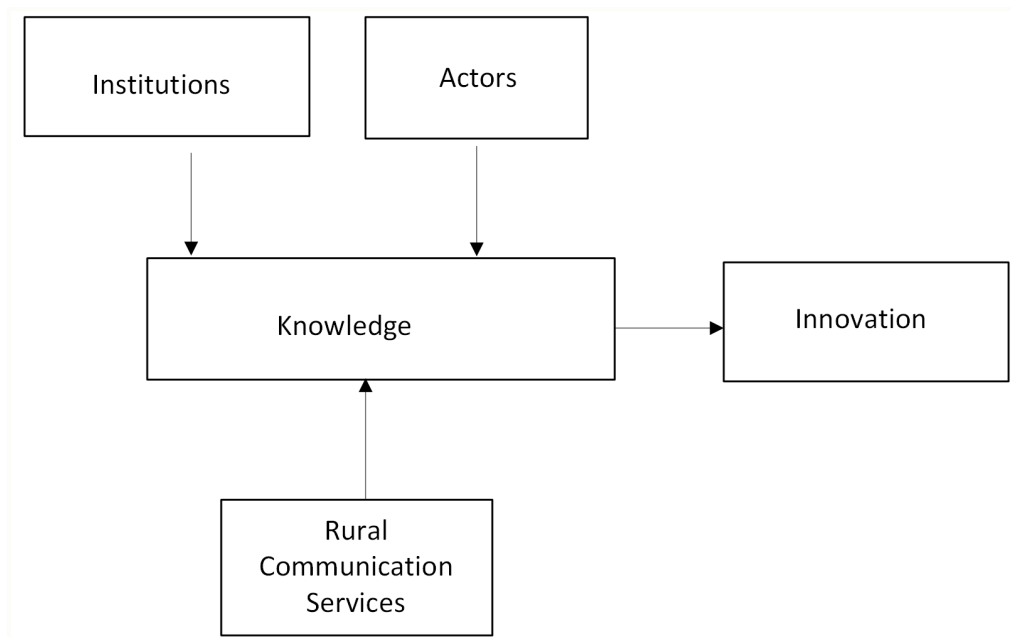 Institutions
Actors
Knowledge
Innovation
Rural
Communication
Services